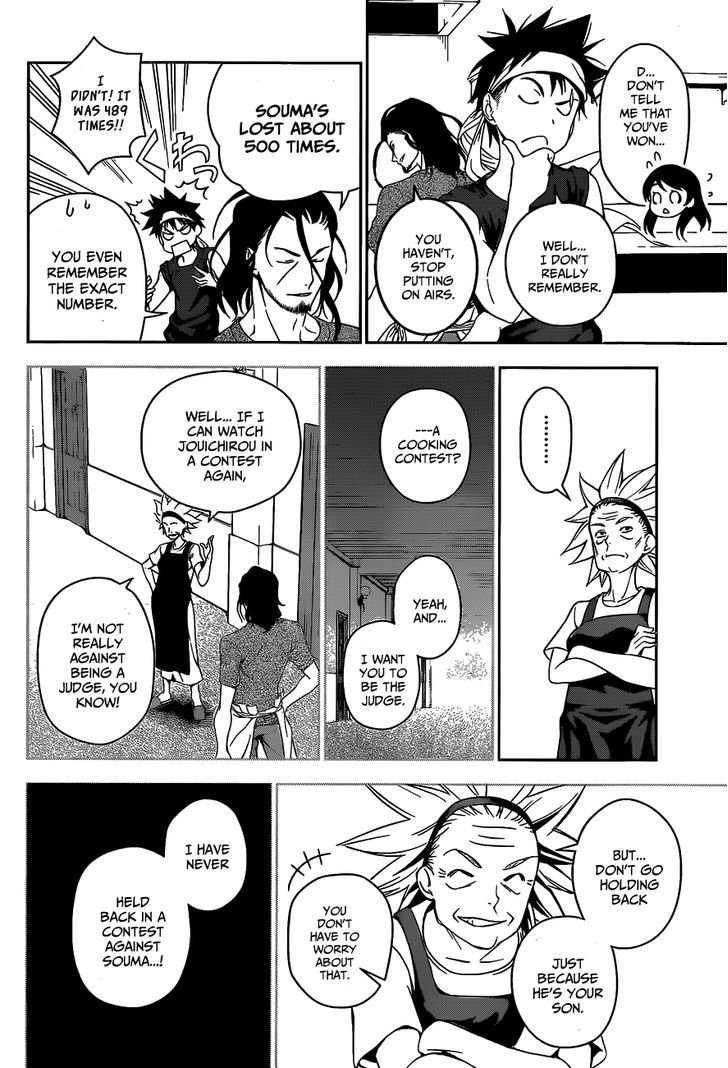 D...
DON'T
TELL
ME THAT
YOU'VE
WON...
WELL...
I DON'T
REALLY
REMEMBER.
YOU
HAVEN'T,
STOP
PUTTING
ON AIRS.
SOUMA'S
LOST ABOUT
500 TIMES.
I
DIDN'T! IT
WAS 489
TIMES!!
YOU EVEN
REMEMBER
THE EXACT
NUMBER.
........
---A
COOKING
CONTEST?
YEAH,
AND...
I WANT
YOU TO
BE THE
JUDGE.
WELL... IF I
CAN WATCH
JOUICHIROU IN
A CONTEST
AGAIN,
I'M NOT
REALLY
AGAINST
BEING A
JUDGE, YOU
KNOW!
BUT...
DON'T GO
HOLDING
BACK
JUST
BECAUSE
HE'S YOUR
SON.
YOU
DON'T
HAVE TO
WORRY
ABOUT
THAT.
I HAVE
NEVER
HELD
BACK IN A
CONTEST
AGAINST
SOUMA...!